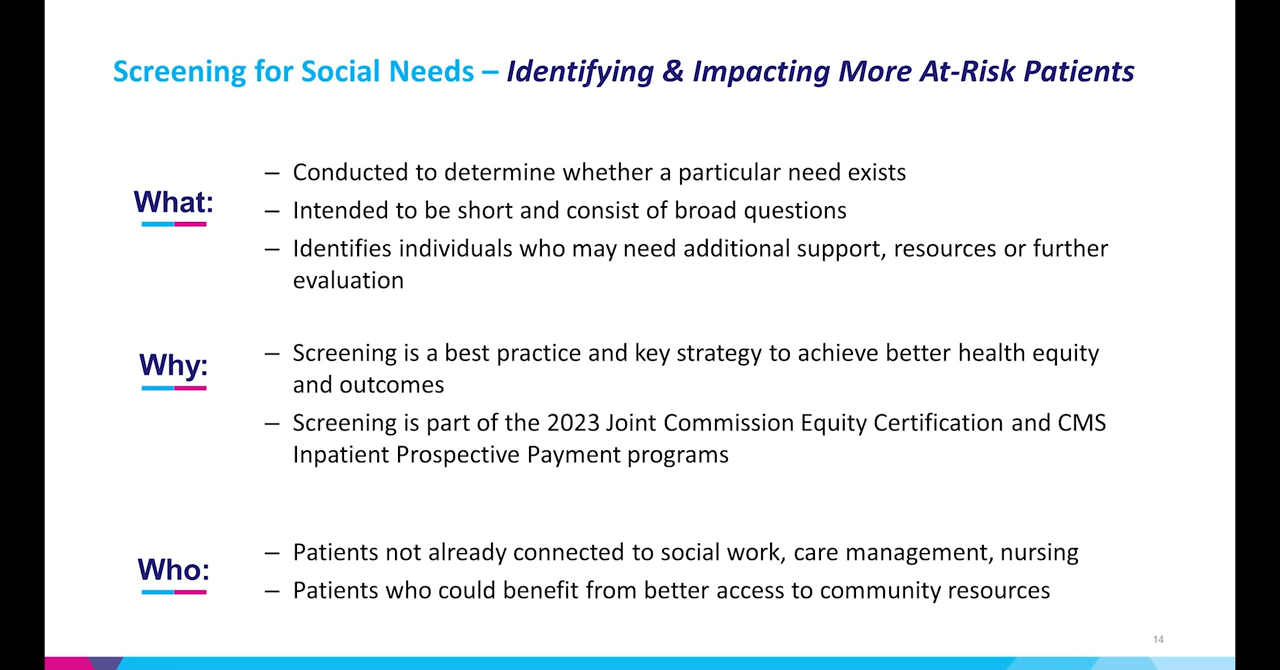 Screening for Social Needs – Identifying & Impacting More At-Risk Patients
What:
– Conducted to determine whether a particular need exists
– Intended to be short and consist of broad questions
– Identifies individuals who may need additional support, resources or further
evaluation
Why:
– Screening is a best practice and key strategy to achieve better health equity
and outcomes
– Screening is part of the 2023 Joint Commission Equity Certification and CMS
Inpatient Prospective Payment programs
Who:
– Patients not already connected to social work, care management, nursing
– Patients who could benefit from better access to community resources
14